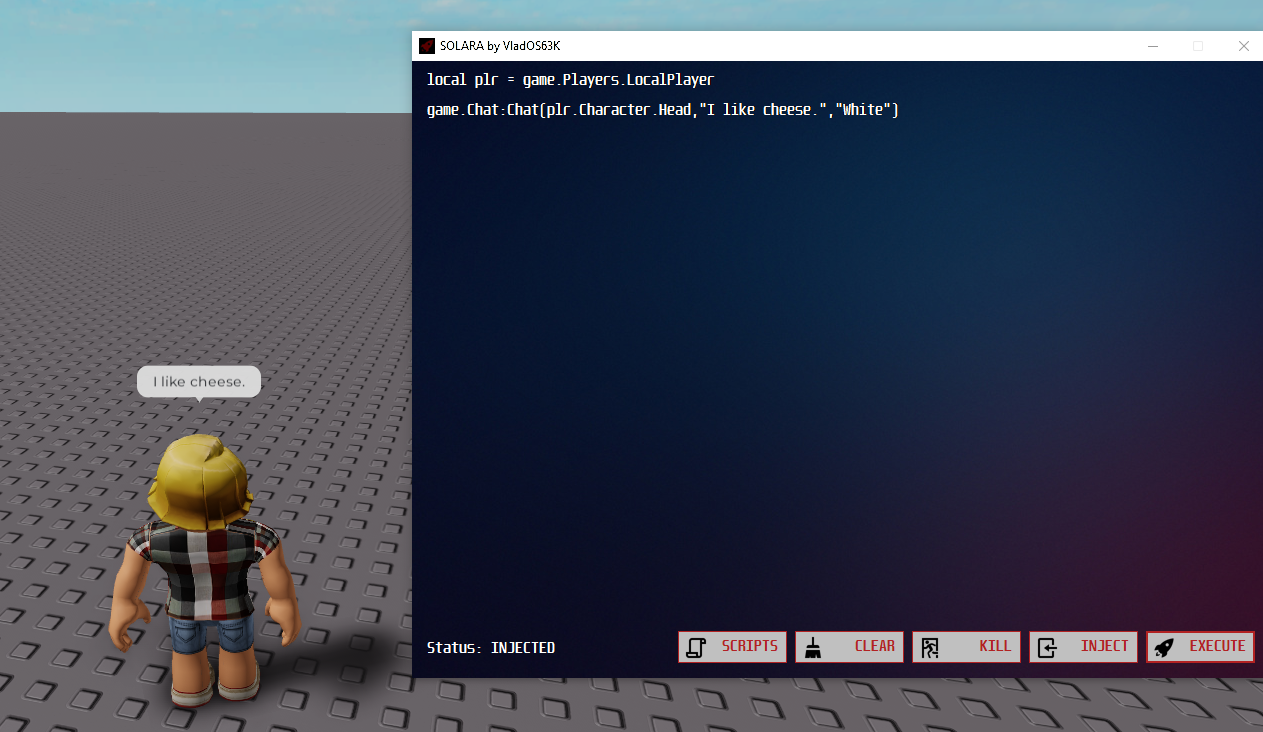 SOLARA by VladOS63K
local plr = game.Players.LocalPlayer
game.Chat:Chat(plr.Character.Head,"I like cheese.","White")
I like cheese.
Status: INJECTED
SCRIPTS
CLEAR
KILL
INJECT
EXECUTE